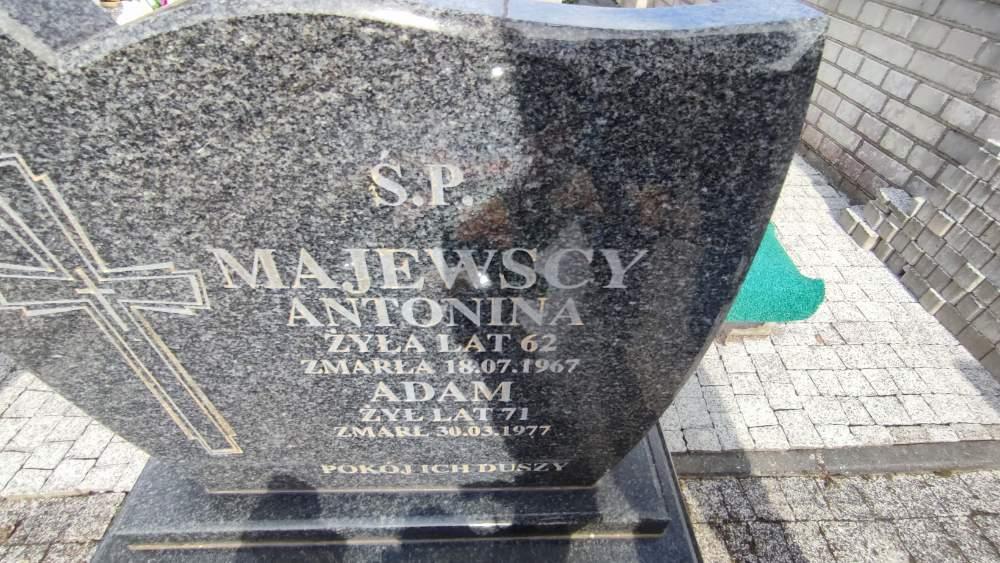 Ś.P.
MAJEWSCY
ANTONINA
ŻYŁA LAT 62
ZMARŁA 18.07.1967
ADAM
ŻYŁ LAT 71
ZMARŁ 30.03.1977
POKÓJ ICH DUSZY